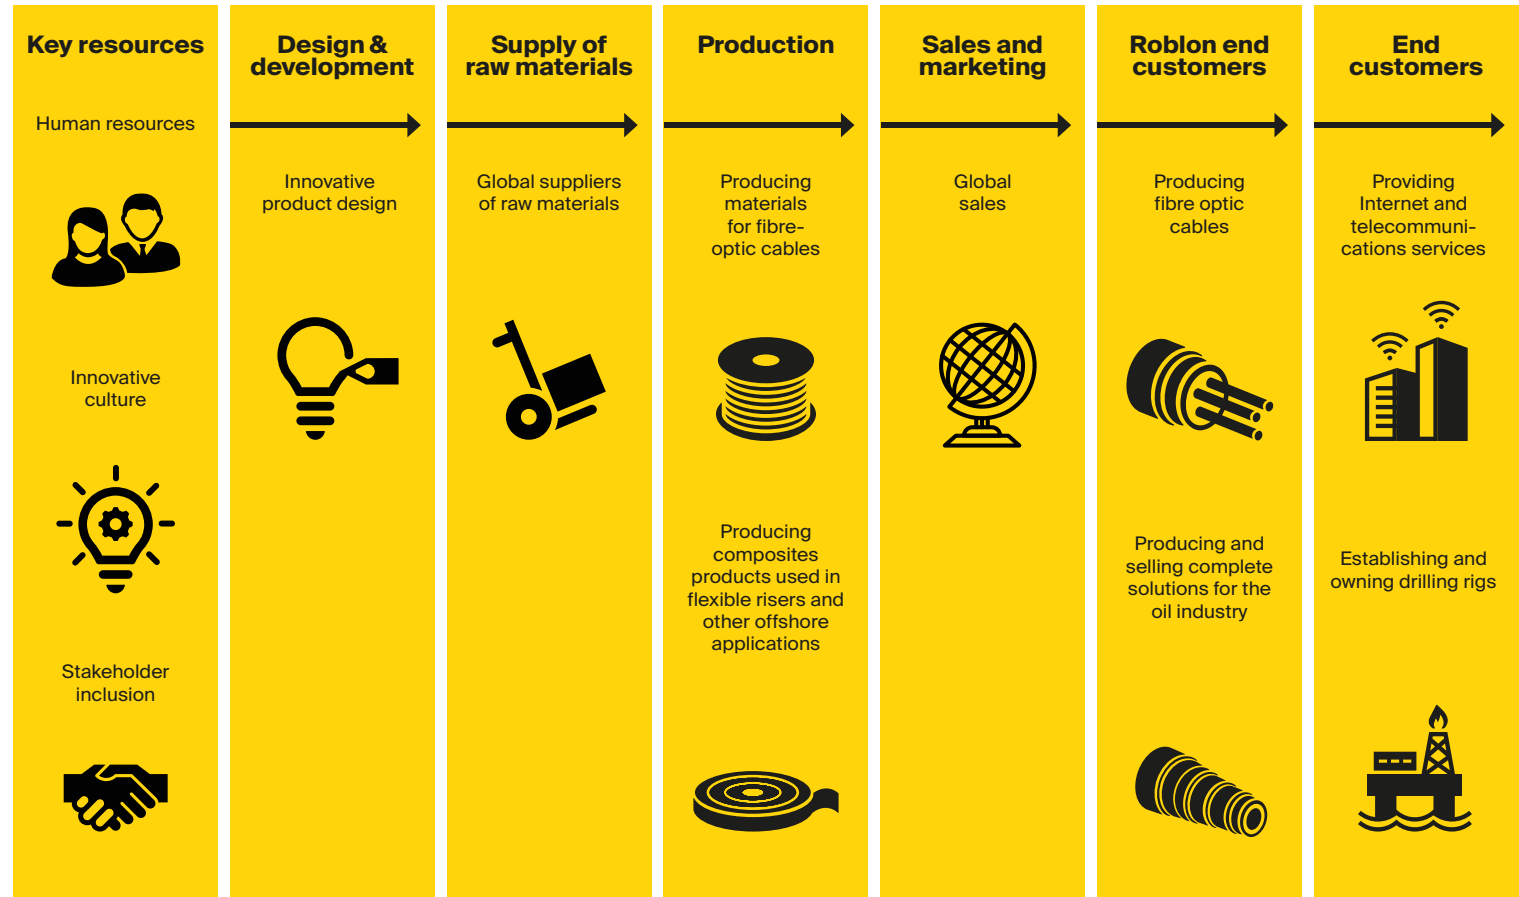 Key resources
Human resources
Innovative
culture
Stakeholder
inclusion
Design &
development
Innovative
product design
Supply of
raw materials
Global suppliers
of raw materials
Production
Producing
materials
for fibre-
optic cables
Producing
composites
products used in
flexible risers and
other offshore
applications
Sales and
marketing
Global
sales
Roblon end
customers
Producing
fibre optic
cables
Producing and
selling complete
solutions for the
oil industry
End
customers
Providing
Internet and
telecommuni-
cations services
Establishing and
owning drilling rigs